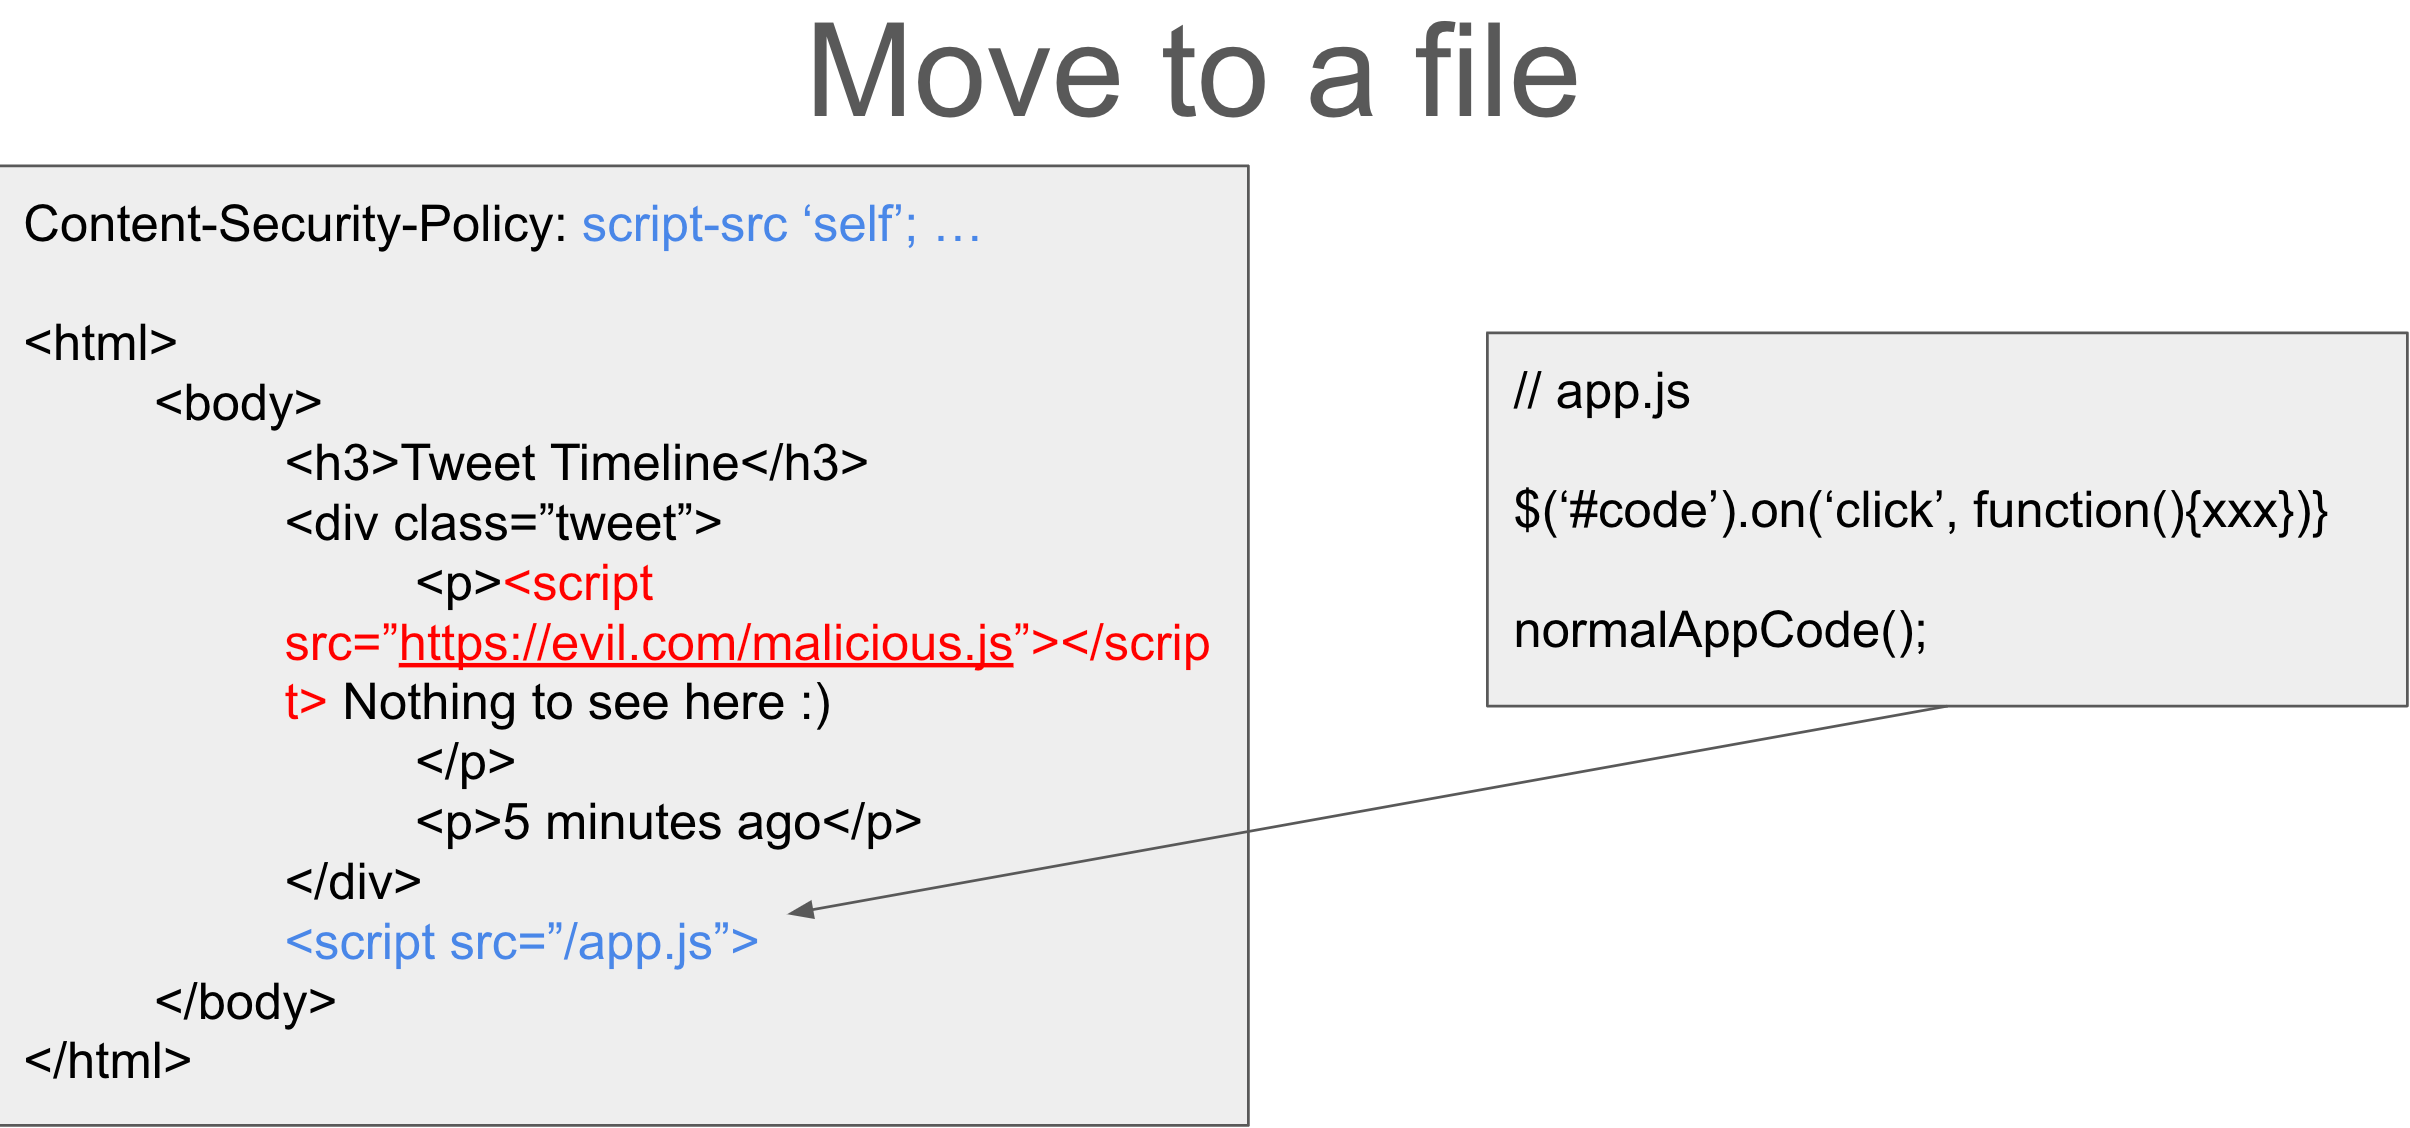 Move to a file
Content-Security-Policy: script-src ‘self’; …
<html>
<body>
<h3>Tweet Timeline</h3>
<div class=”tweet”>
<p><script
src=”https://evil.com/malicious.js”></scrip
t> Nothing to see here :)
</p>
<p>5 minutes ago</p>
</div>
<script src=”/app.js”>
</body>
</html>
// app.js
$(‘#code’).on(‘click’, function(){xxx})}
normalAppCode();